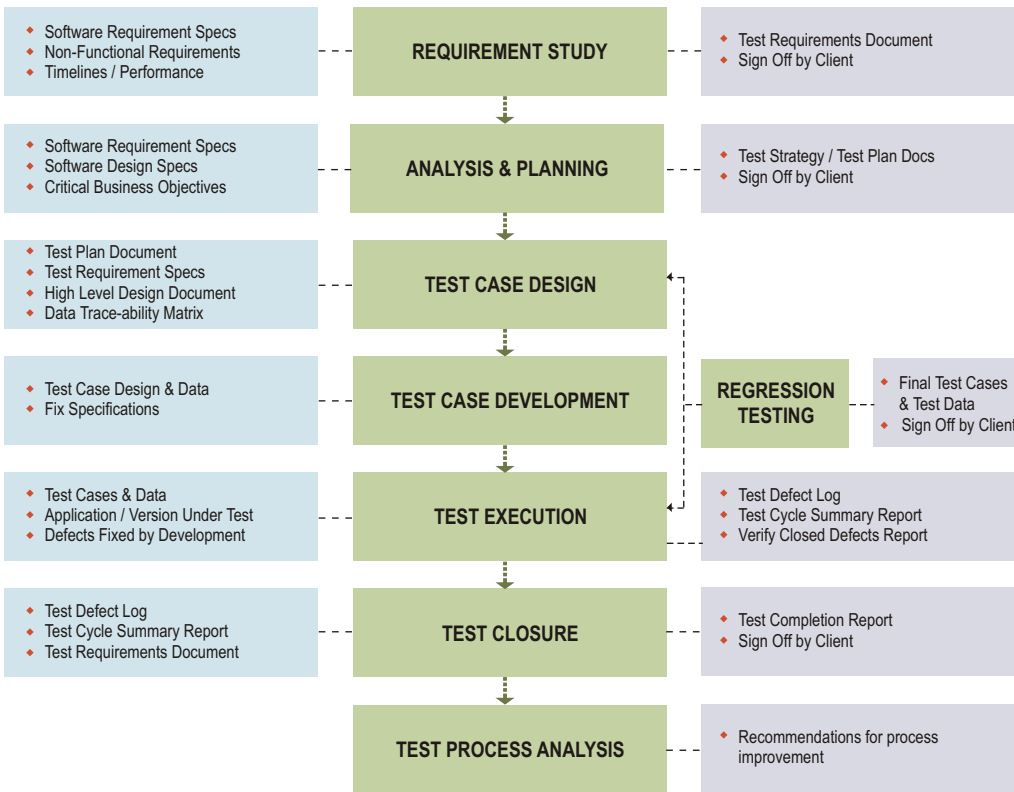 Software Requirement Specs
Non-Functional Requirements
Timelines / Performance
REQUIREMENT STUDY
Test Requirements Document
Sign Off by Client
Software Requirement Specs
Software Design Specs
Critical Business Objectives
ANALYSIS & PLANNING
Test Strategy / Test Plan Docs
Sign Off by Client
Test Plan Document
Test Requirement Specs
High Level Design Document
Data Trace-ability Matrix
TEST CASE DESIGN
Test Case Design & Data
Fix Specifications
TEST CASE DEVELOPMENT
REGRESSION
TESTING
Final Test Cases
& Test Data
Sign Off by Client
Test Cases & Data
Application / Version Under Test
Defects Fixed by Development
TEST EXECUTION
Test Defect Log
Test Cycle Summary Report
Verify Closed Defects Report
Test Defect Log
Test Cycle Summary Report
Test Requirements Document
TEST CLOSURE
Test Completion Report
Sign Off by Client
TEST PROCESS ANALYSIS
Recommendations for process
improvement